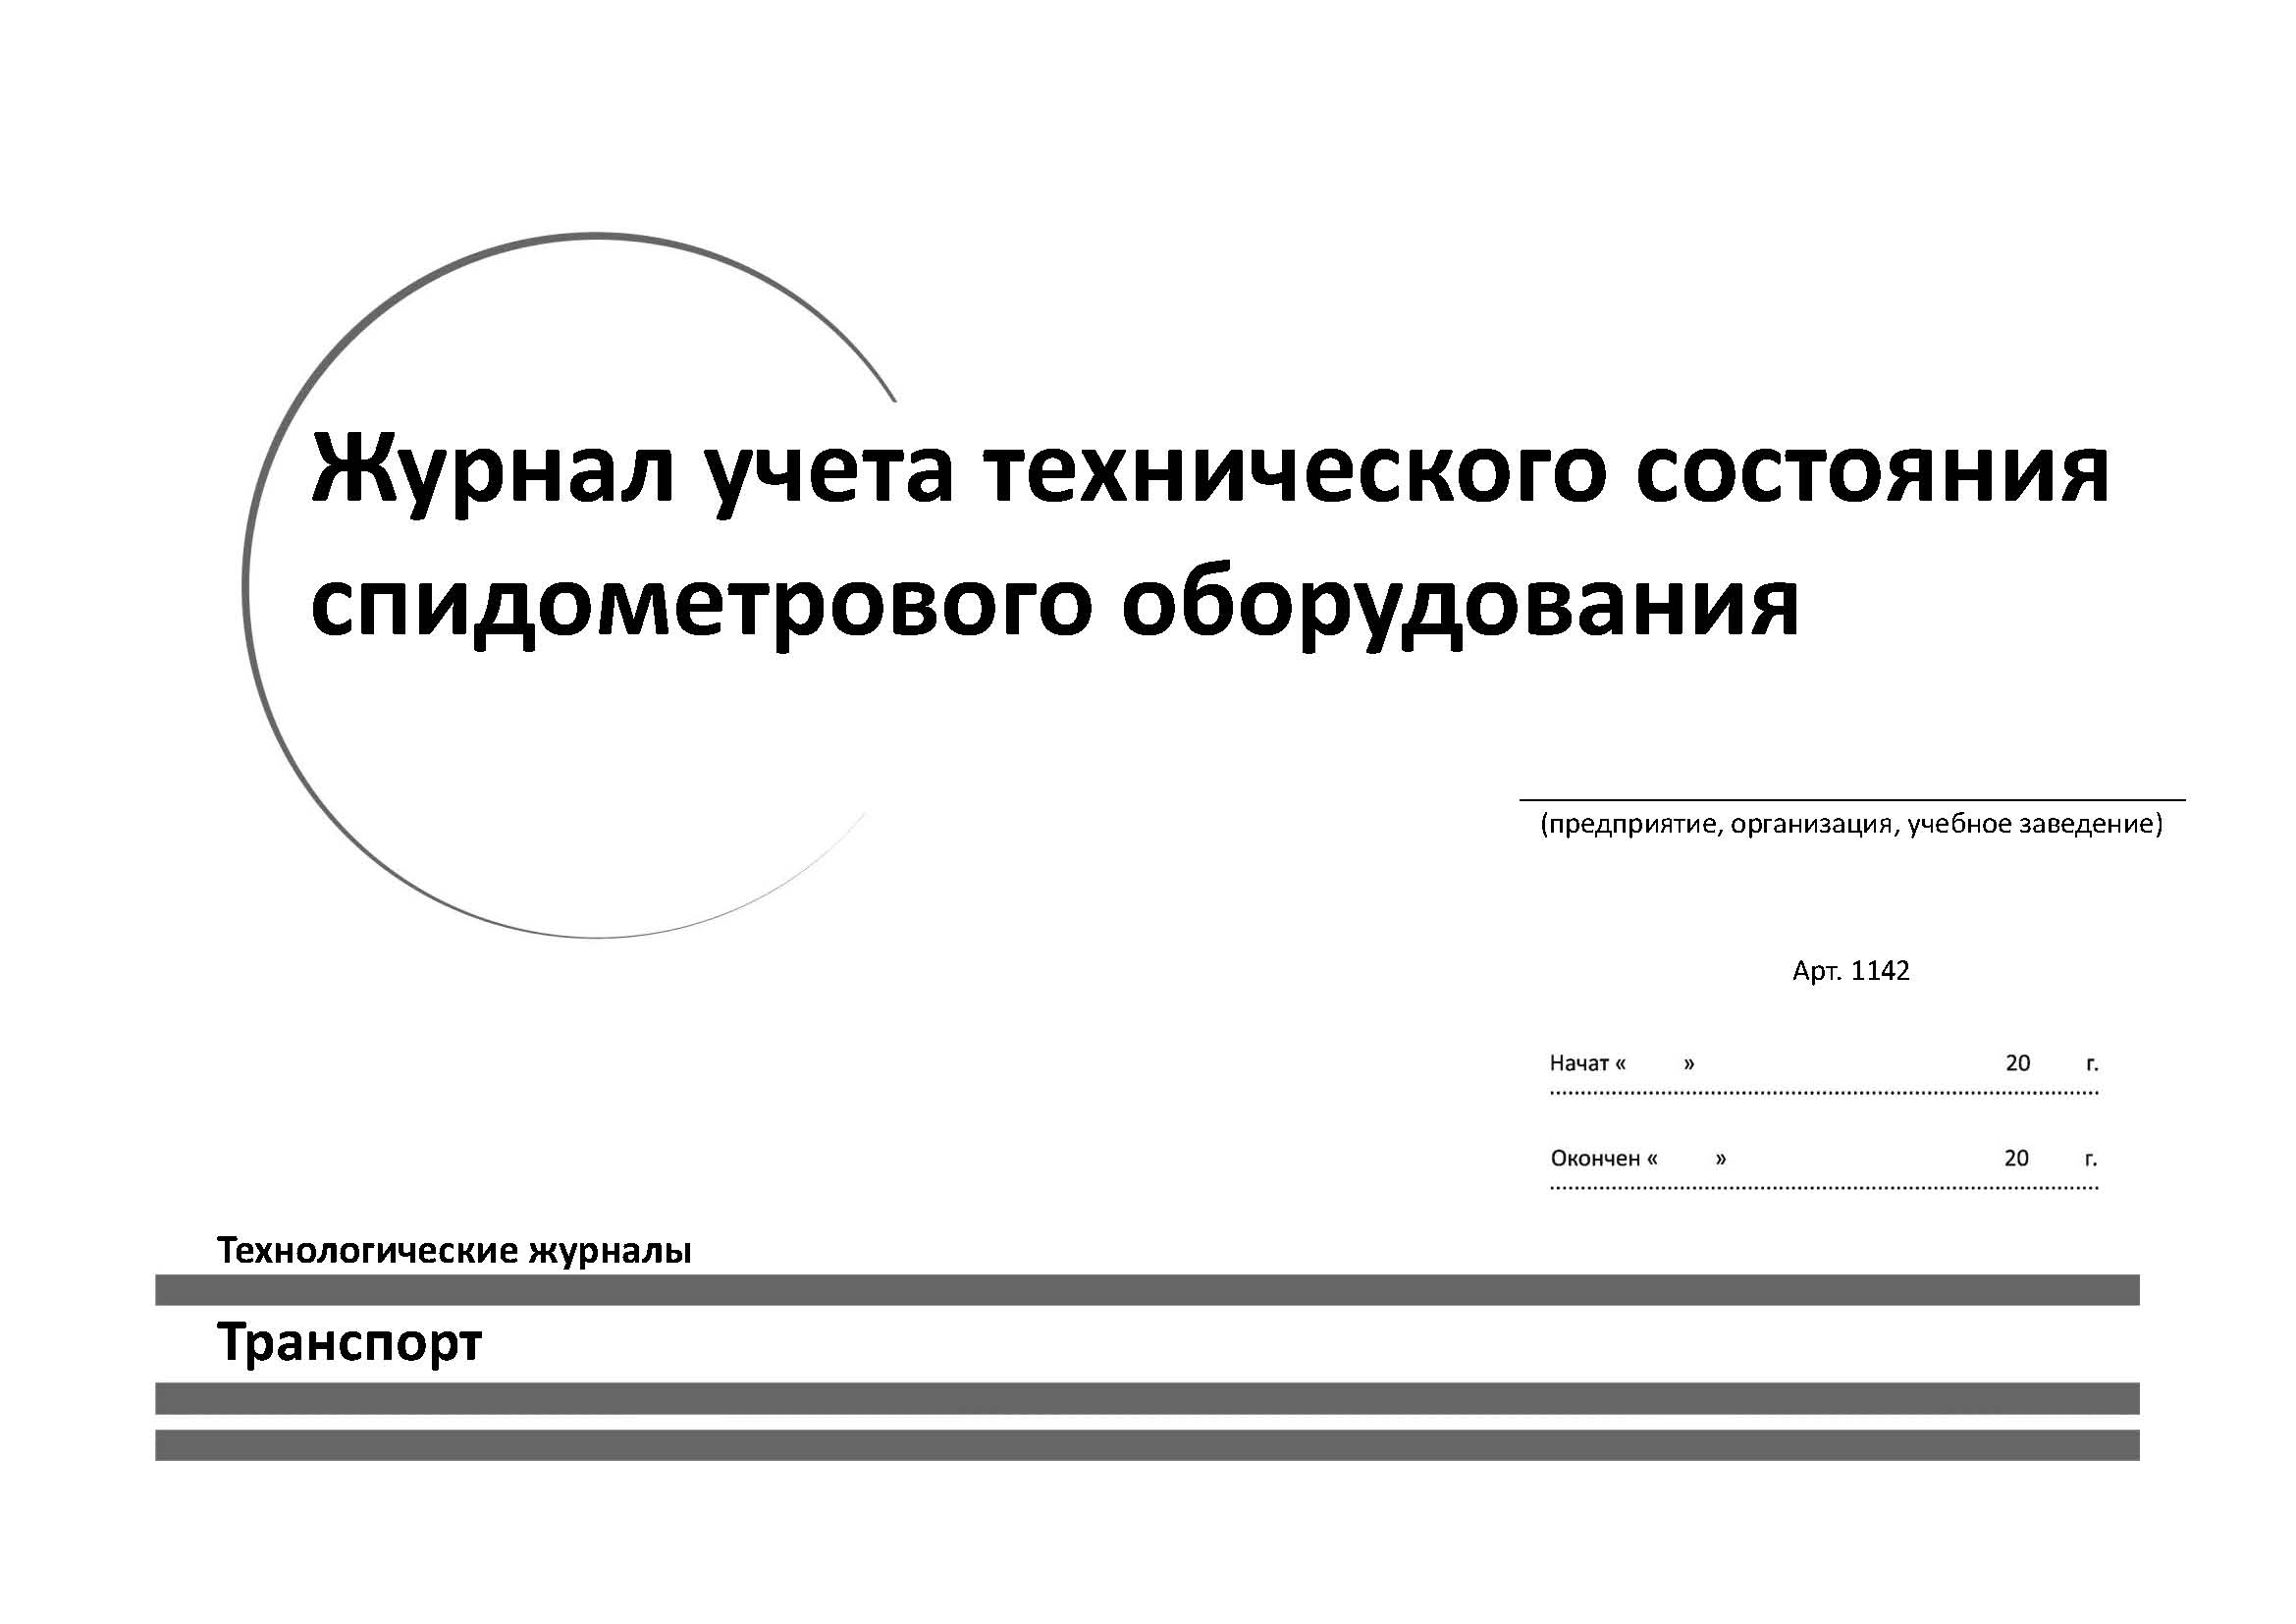 Журнал учета технического состояния
спидометрового оборудования
(предприятие, организация, учебное заведение)
Арт. 1142
Начат « » 20 г.
Окончен « » 20 г.
Технологические журналы
Транспорт